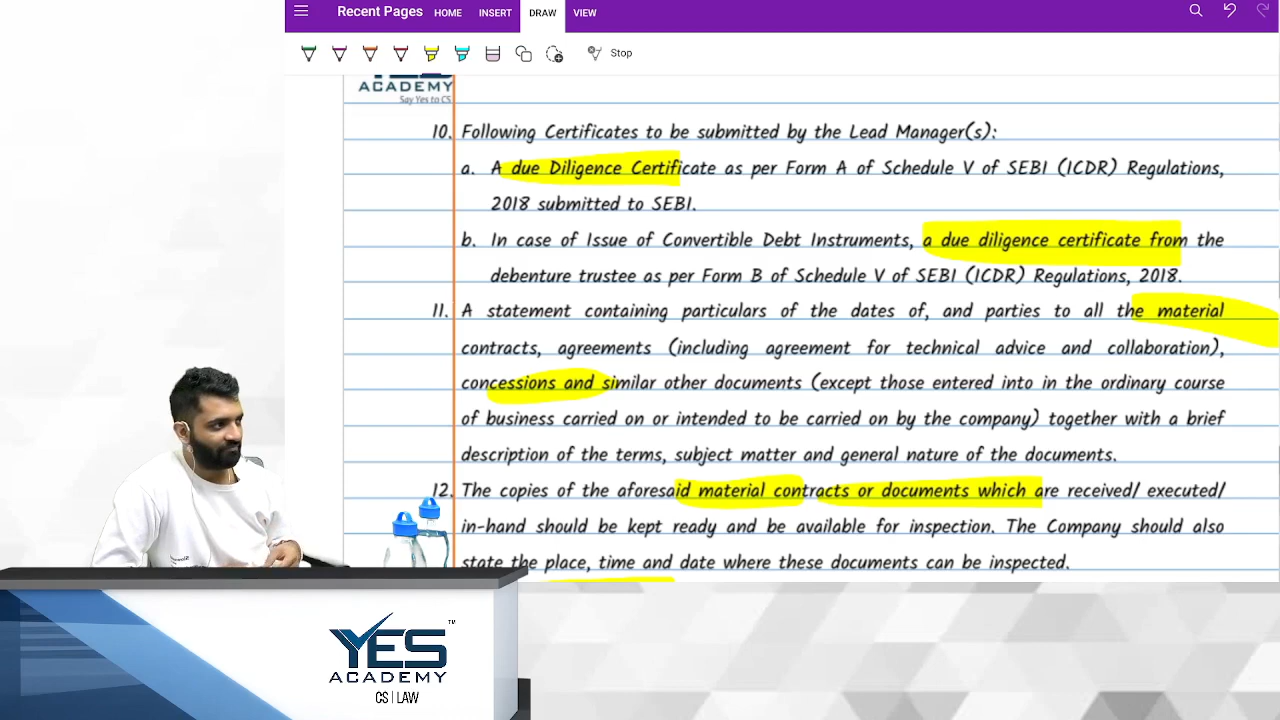 Recent Pages HOME INSERT DRAW VIEW
Stop
ACADEMY
Say Yes to CS
10. Following Certificates to be submitted by the Lead Manager(s):
a. A due Diligence Certificate as per Form A of Schedule V of SEBI (ICDR) Regulations,
2018 submitted to SEBI.
b. In case of Issue of Convertible Debt Instruments, a due diligence certificate from the
debenture trustee as per Form B of Schedule V of SEBI (ICDR) Regulations, 2018.
11. A statement containing particulars of the dates of, and parties to all the material
contracts, agreements (including agreement for technical advice and collaboration),
concessions and similar other documents (except those entered into in the ordinary course
of business carried on or intended to be carried on by the company) together with a brief
description of the terms, subject matter and general nature of the documents.
12. The copies of the aforesaid material contracts or documents which are received/ executed/
in-hand should be kept ready and be available for inspection. The Company should also
state the place, time and date where these documents can be inspected.
YES™
ACADEMY
CS | LAW